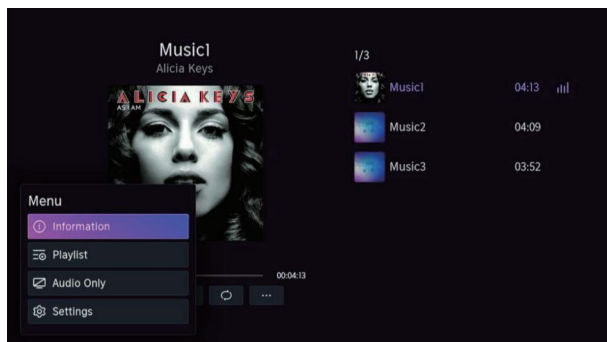 Music1
Alicia Keys
ALICIA KEYS
AS I AM
00:04:13
Menu
Information
Playlist
Audio Only
Settings
1/3
Music1 04:13
Music2 04:09
Music3 03:52